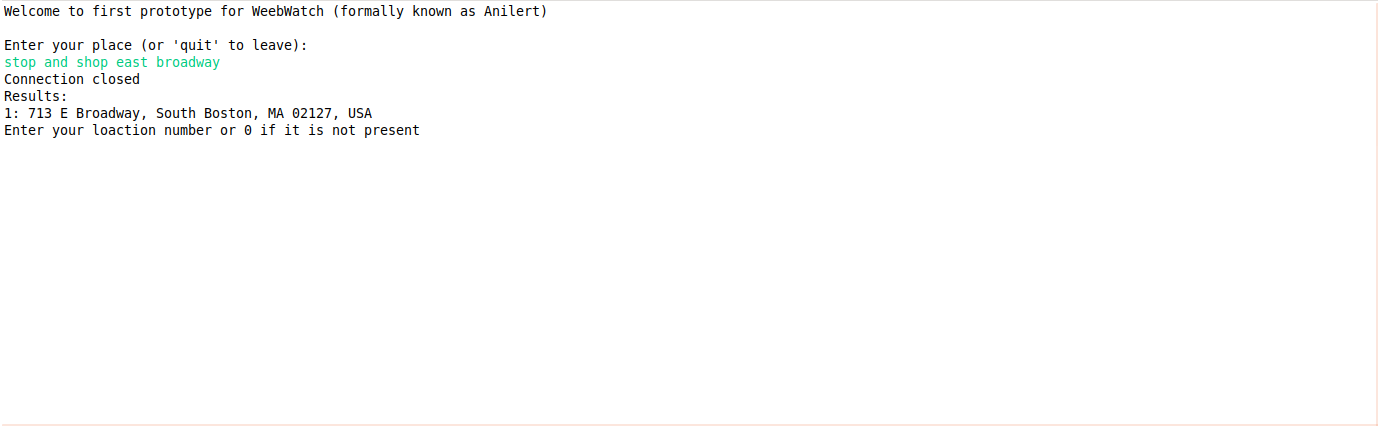 Welcome to first prototype for WeebWatch (formally known as Anilert)
Enter your place (or 'quit' to leave):
stop and shop east broadway
Connection closed
Results:
1: 713 E Broadway, South Boston, MA 02127, USA
Enter your loaction number or 0 if it is not present